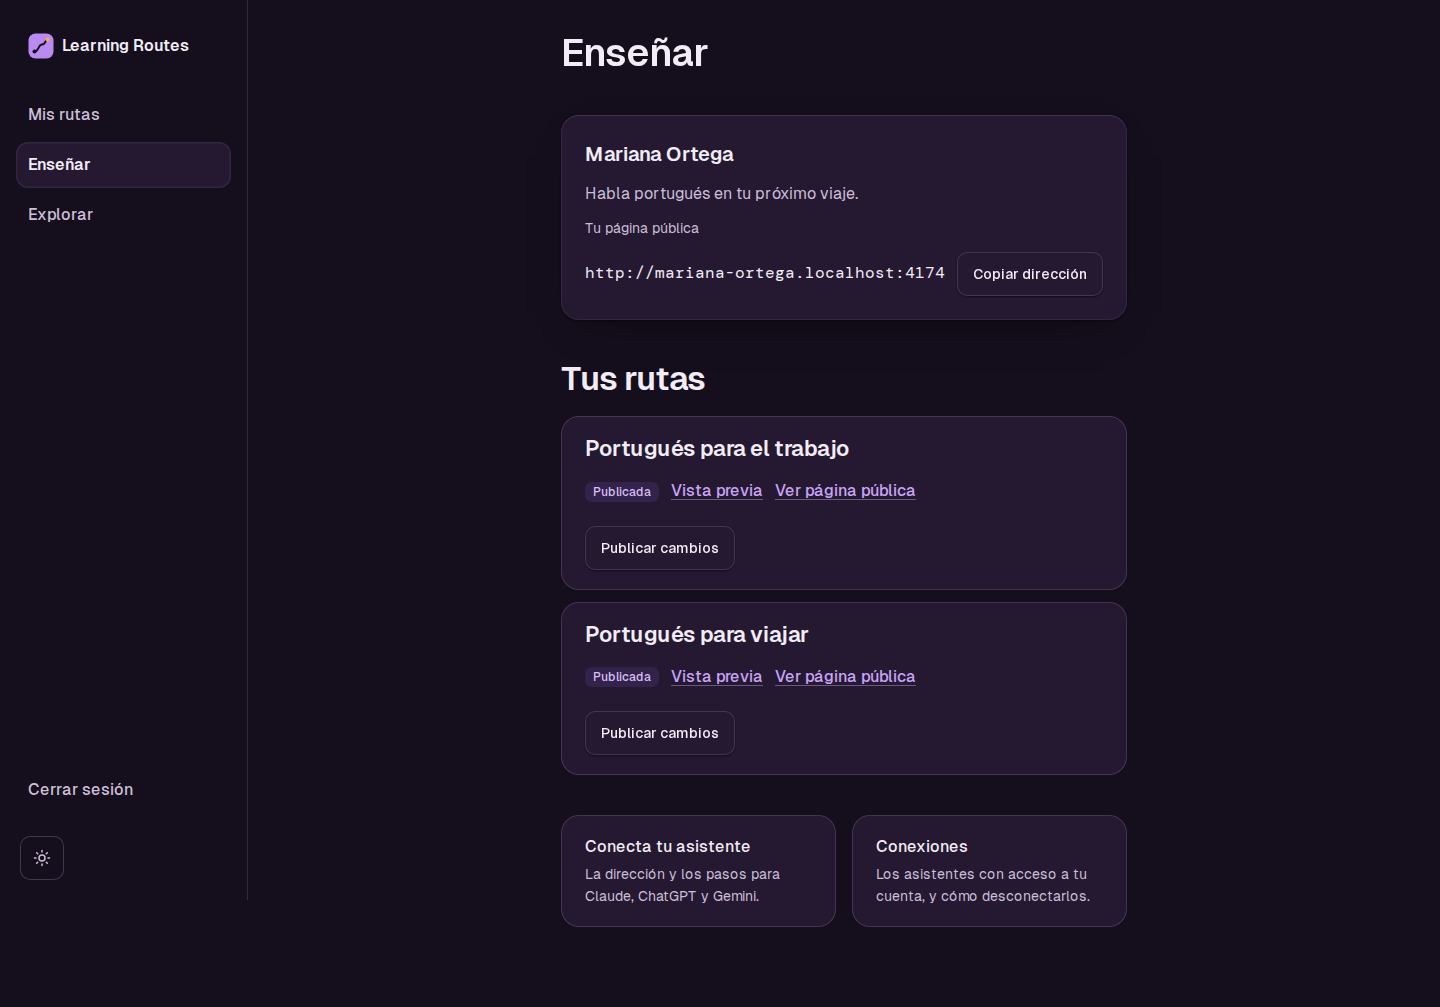 Learning Routes
Mis rutas
Enseñar
Explorar
Cerrar sesión
Enseñar
Mariana Ortega
Habla portugués en tu próximo viaje.
Tu página pública
http://mariana-ortega.localhost:4174
Copiar dirección
Tus rutas
Portugués para el trabajo
Publicada Vista previa Ver página pública
Publicar cambios
Portugués para viajar
Publicada Vista previa Ver página pública
Publicar cambios
Conecta tu asistente
La dirección y los pasos para
Claude, ChatGPT y Gemini.
Conexiones
Los asistentes con acceso a tu
cuenta, y cómo desconectarlos.